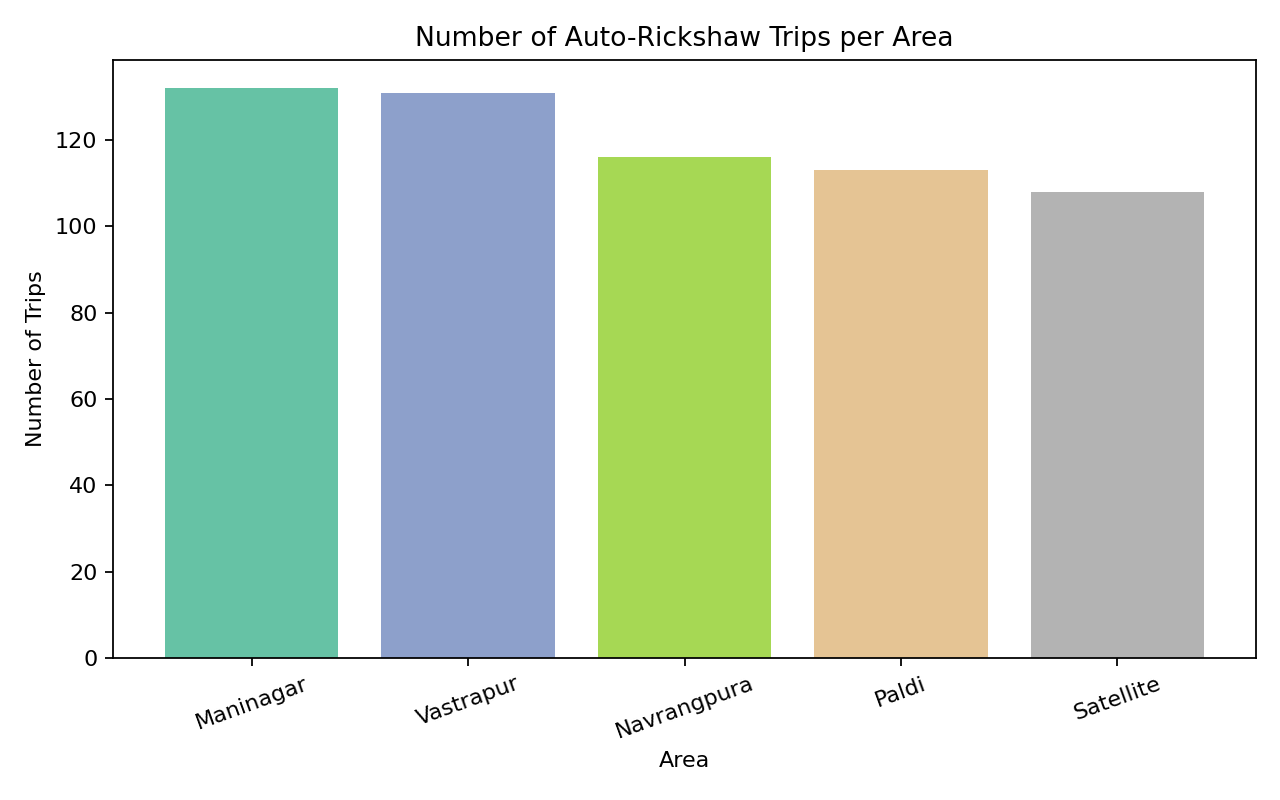 Number of Auto-Rickshaw Trips per Area
Number of Trips
120
100
80
60
40
20
0
Maninagar
Vastrapur
Navrangpura
Paldi
Satellite
Area